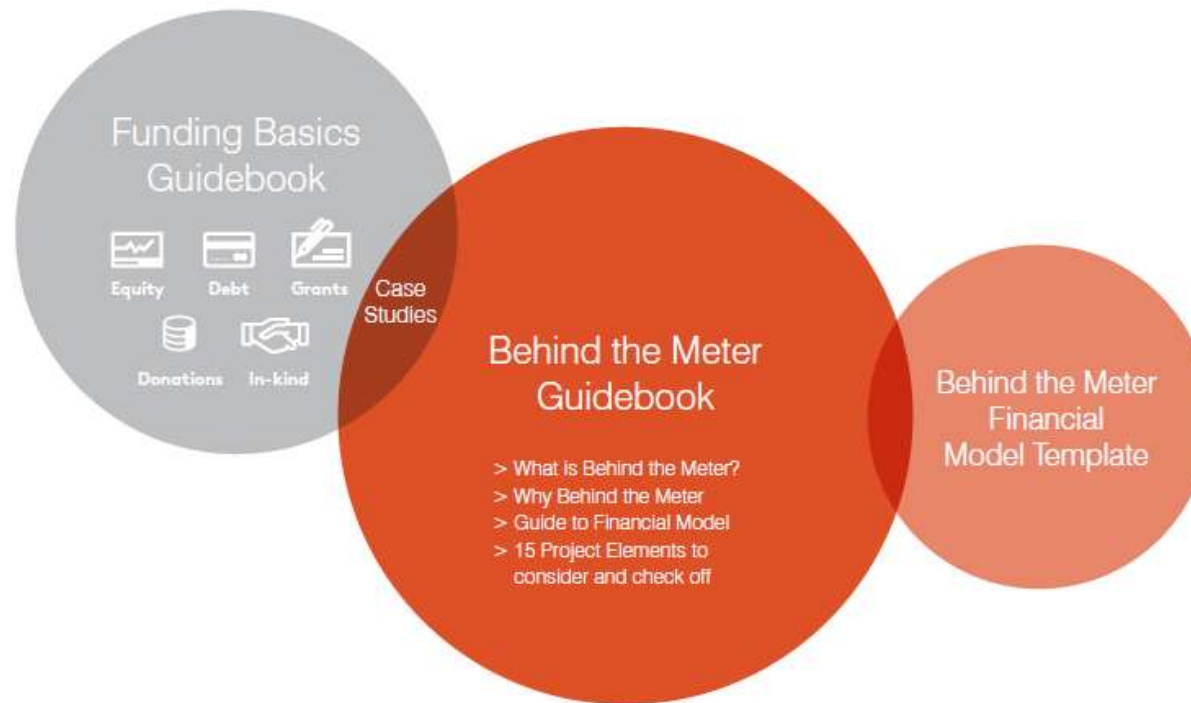 Funding Basics
Guidebook
Equity
Debt
Grants
Donations
In-kind
Case
Studies
Behind the Meter
Guidebook
> What is Behind the Meter?
> Why Behind the Meter
> Guide to Financial Model
> 15 Project Elements to
consider and check off
Behind the Meter
Financial
Model Template